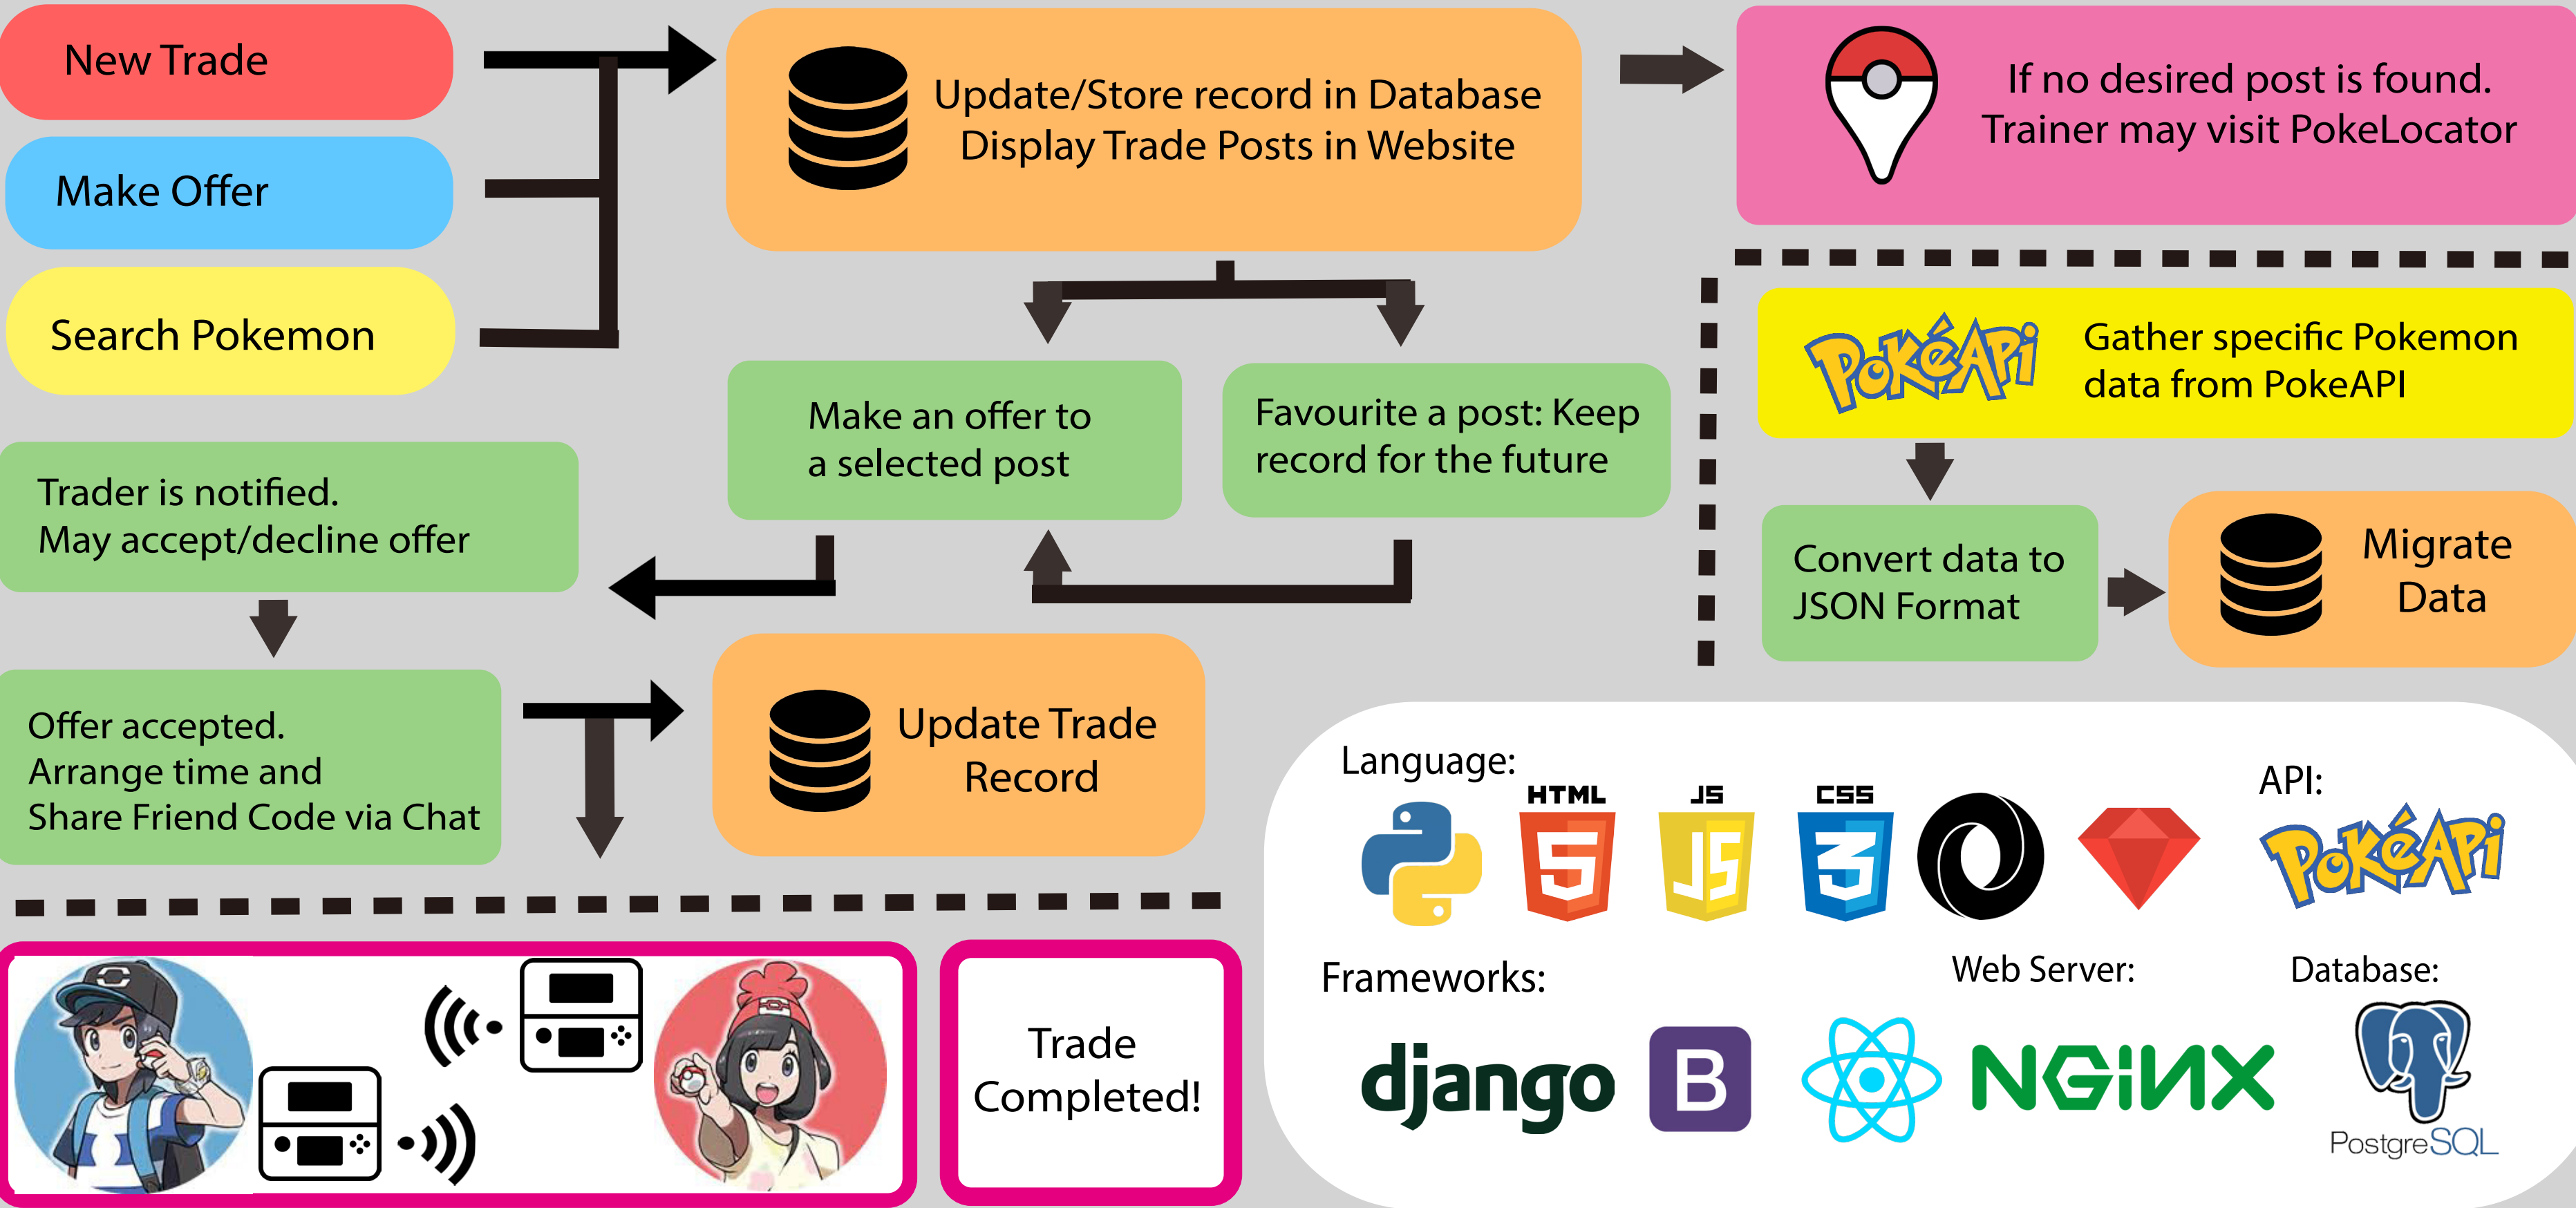 New Trade
Make Offer
Search Pokemon
Update/Store record in Database
Display Trade Posts in Website
If no desired post is found.
Trainer may visit PokeLocator
PokéAPi
Gather specific Pokemon
data from PokeAPI
Make an offer to
a selected post
Favourite a post: Keep
record for the future
Trader is notified.
May accept/decline offer
Convert data to
JSON Format
Migrate
Data
Offer accepted.
Arrange time and
Share Friend Code via Chat
Update Trade
Record
Trade
Completed!
Language:
HTML
5
JS
JS
CSS
3
API:
PokéAPi
Frameworks:
django
B
Web Server:
NGiNX
Database:
PostgreSQL